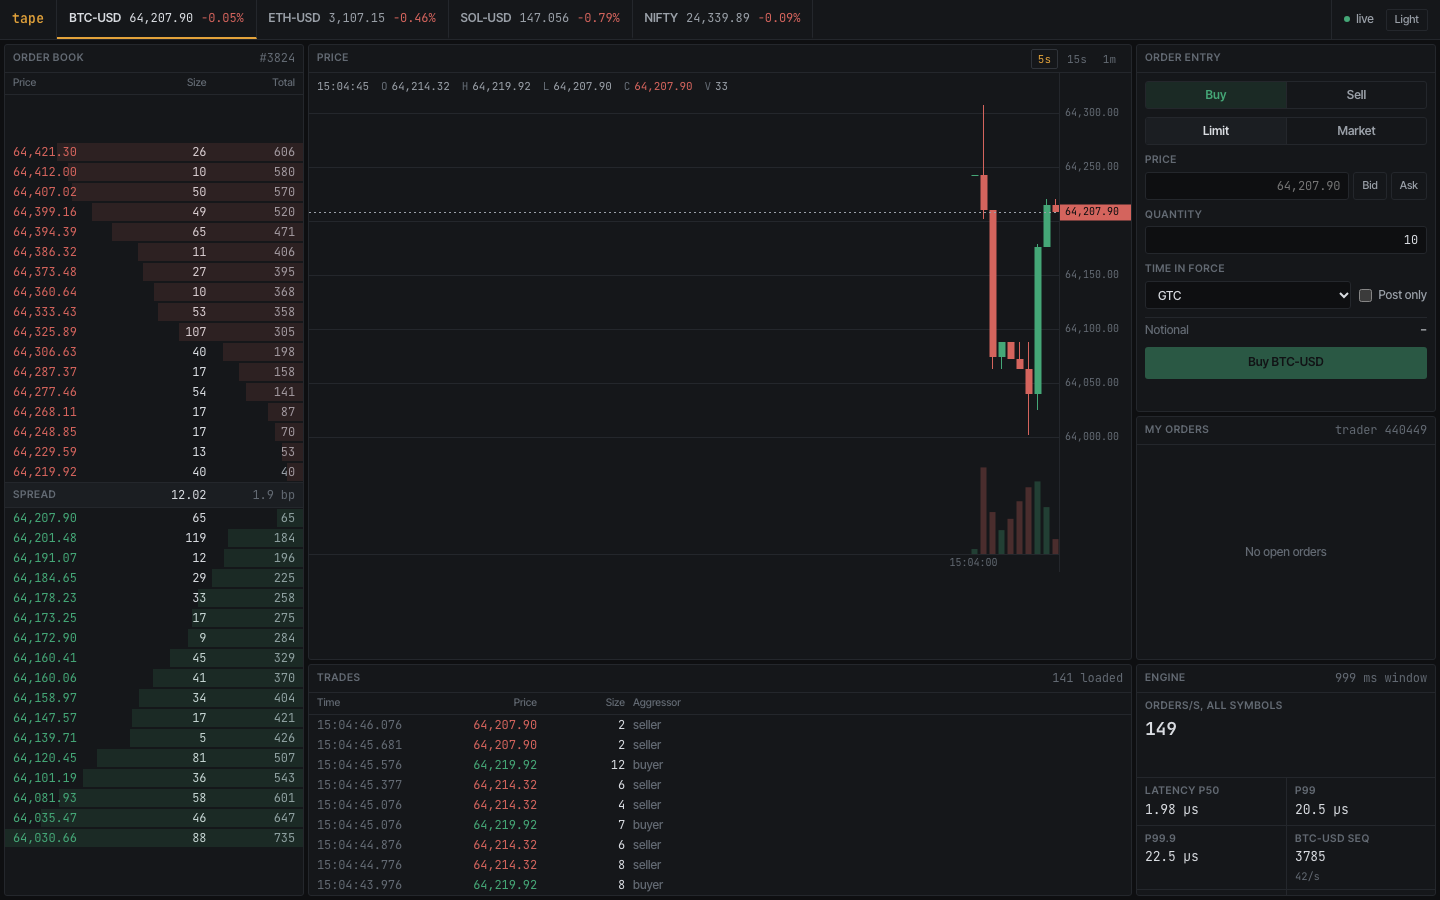 tape BTC-USD 64,207.90 -0.05% ETH-USD 3,107.15 -0.46% SOL-USD 147.056 -0.79% NIFTY 24,339.89 -0.09% live Light
ORDER BOOK #3824
Price Size Total
64,421.30 26 606
64,412.00 10 580
64,407.02 50 570
64,399.16 49 520
64,394.39 65 471
64,386.32 11 406
64,373.48 27 395
64,360.64 10 368
64,333.43 53 358
64,325.89 107 305
64,306.63 40 198
64,287.37 17 158
64,277.46 54 141
64,268.11 17 87
64,248.85 17 70
64,229.59 13 53
64,219.92 40 40
SPREAD 12.02 1.9 bp
64,207.90 65 65
64,201.48 119 184
64,191.07 12 196
64,184.65 29 225
64,178.23 33 258
64,173.25 17 275
64,172.90 9 284
64,160.41 45 329
64,160.06 41 370
64,158.97 34 404
64,147.57 17 421
64,139.71 5 426
64,120.45 81 507
64,101.19 36 543
64,081.93 58 601
64,035.47 46 647
64,030.66 88 735
PRICE 5s 15s 1m
15:04:45 O 64,214.32 H 64,219.92 L 64,207.90 C 64,207.90 V 33
64,300.00
64,250.00
64,207.90
64,150.00
64,100.00
64,050.00
64,000.00
15:04:00
TRADES 141 loaded
Time Price Size Aggressor
15:04:46.076 64,207.90 2 seller
15:04:45.681 64,207.90 2 seller
15:04:45.576 64,219.92 12 buyer
15:04:45.377 64,214.32 6 seller
15:04:45.076 64,214.32 4 seller
15:04:45.076 64,219.92 7 buyer
15:04:44.876 64,214.32 6 seller
15:04:44.776 64,214.32 8 seller
15:04:43.976 64,219.92 8 buyer
ORDER ENTRY
Buy Sell
Limit Market
PRICE
64,207.90 Bid Ask
QUANTITY
10
TIME IN FORCE
GTC Post only
Notional –
Buy BTC-USD
MY ORDERS trader 440449
No open orders
ENGINE 999 ms window
ORDERS/S, ALL SYMBOLS
149
LATENCY P50 P99
1.98 µs 20.5 µs
P99.9 BTC-USD SEQ
22.5 µs 3785
42/s